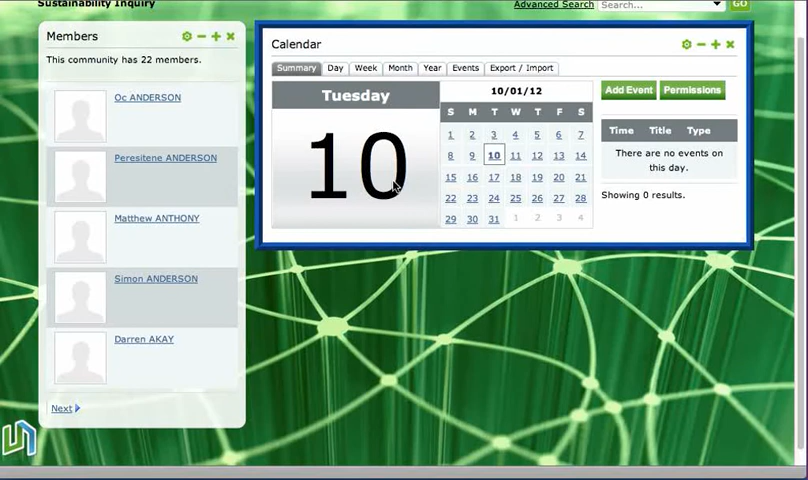 Sustainability Inquiry
Advanced Search Search... GO
Members
This community has 22 members.
Oc ANDERSON
Peresitene ANDERSON
Matthew ANTHONY
Simon ANDERSON
Darren AKAY
Next
Calendar
Summary Day Week Month Year Events Export / Import
Tuesday
10
10/01/12
S M T W T F S
1 2 3 4 5 6 7
8 9 10 11 12 13 14
15 16 17 18 19 20 21
22 23 24 25 26 27 28
29 30 31 1 2 3 4
Add Event Permissions
Time Title Type
There are no events on
this day.
Showing 0 results.